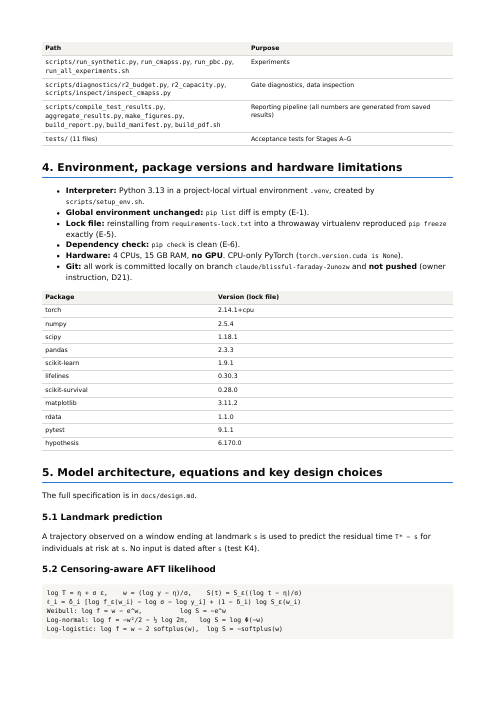 Path Purpose
scripts/run_synthetic.py, run_cmapss.py, run_pbc.py, Experiments
run_all_experiments.sh
scripts/diagnostics/r2_budget.py, r2_capacity.py, Gate diagnostics, data inspection
scripts/inspect/inspect_cmapss.py
scripts/compile_test_results.py, Reporting pipeline (all numbers are generated from saved
aggregate_results.py, make_figures.py, results)
build_report.py, build_manifest.py, build_pdf.sh
tests/ (11 files) Acceptance tests for Stages A–G
4. Environment, package versions and hardware limitations
• Interpreter: Python 3.13 in a project-local virtual environment .venv, created by
scripts/setup_env.sh.
• Global environment unchanged: pip list diff is empty (E-1).
• Lock file: reinstalling from requirements-lock.txt into a throwaway virtualenv reproduced pip freeze
exactly (E-5).
• Dependency check: pip check is clean (E-6).
• Hardware: 4 CPUs, 15 GB RAM, no GPU. CPU-only PyTorch (torch.version.cuda is None).
• Git: all work is committed locally on branch claude/blissful-faraday-2unozw and not pushed (owner
instruction, D21).
Package Version (lock file)
torch 2.14.1+cpu
numpy 2.5.4
scipy 1.18.1
pandas 2.3.3
scikit-learn 1.9.1
lifelines 0.30.3
scikit-survival 0.28.0
matplotlib 3.11.2
rdata 1.1.0
pytest 9.1.1
hypothesis 6.170.0
5. Model architecture, equations and key design choices
The full specification is in docs/design.md.
5.1 Landmark prediction
A trajectory observed on a window ending at landmark s is used to predict the residual time T* − s for
individuals at risk at s. No input is dated after s (test K4).
5.2 Censoring-aware AFT likelihood
log T = η + σ ε, w = (log y − η)/σ, S(t) = S_ε((log t − η)/σ)
ℓ_i = δ_i [log f_ε(w_i) − log σ − log y_i] + (1 − δ_i) log S_ε(w_i)
Weibull: log f = w − e^w, log S = −e^w
Log-normal: log f = −w²/2 − ½ log 2π, log S = log Φ(−w)
Log-logistic: log f = w − 2 softplus(w), log S = −softplus(w)